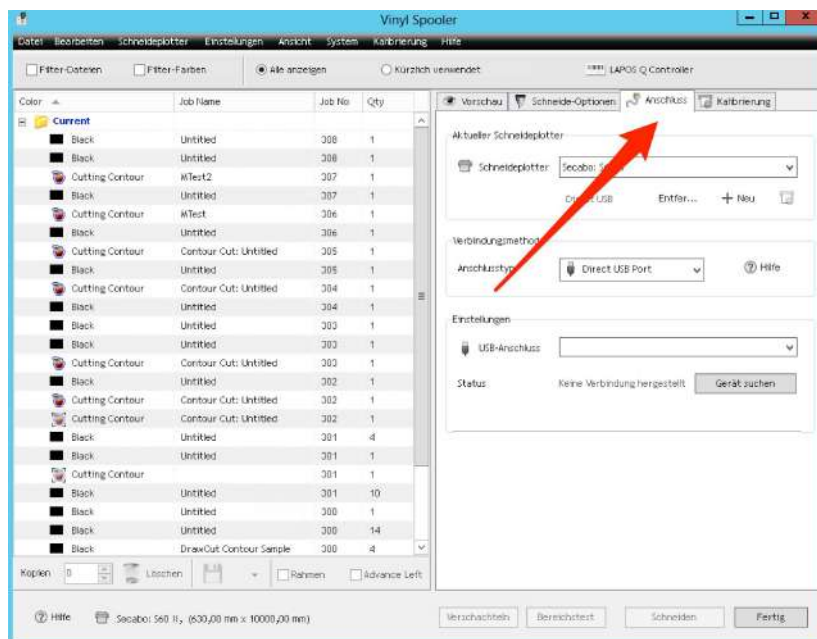 Vinyl Spooler
Datei Bearbeiten Schneideplotter Einstellungen Ansicht System Kalibrierung Hilfe
Filter-Dateien Filter-Farben Alle anzeigen Kürzlich verwendet LAPOS Q Controller
Color Job Name Job No Qty
Current
Black Untitled 308 1
Black Untitled 308 1
Cutting Contour MTest2 307 1
Black Untitled 307 1
Cutting Contour MTest 306 1
Black Untitled 306 1
Cutting Contour Contour Cut: Untitled 305 1
Black Untitled 305 1
Cutting Contour Contour Cut: Untitled 304 1
Black Untitled 304 1
Black Untitled 303 1
Black Untitled 303 1
Cutting Contour Contour Cut: Untitled 303 1
Black Untitled 302 1
Cutting Contour Contour Cut: Untitled 302 1
Cutting Contour Contour Cut: Untitled 302 1
Black Untitled 301 4
Black Untitled 301 1
Cutting Contour 301 1
Black Untitled 301 10
Black Untitled 300 1
Black Untitled 300 14
Black DrawCut Contour Sample 300 4
Kopien 0 Löschen Rahmen Advance Left
Vorschau Schneide-Optionen Anschluss Kalibrierung
Aktueller Schneideplotter
Schneideplotter Secabo:
Direct USB Entfer... + Neu
Verbindungsmethod
Anschlusstyp Direct USB Port Hilfe
Einstellungen
USB-Anschluss
Status Keine Verbindung hergestellt Gerät suchen
Hilfe Secabo: S60 II, (630,00 mm x 10000,00 mm) Verschachteln Bereichstest Schneiden Fertig